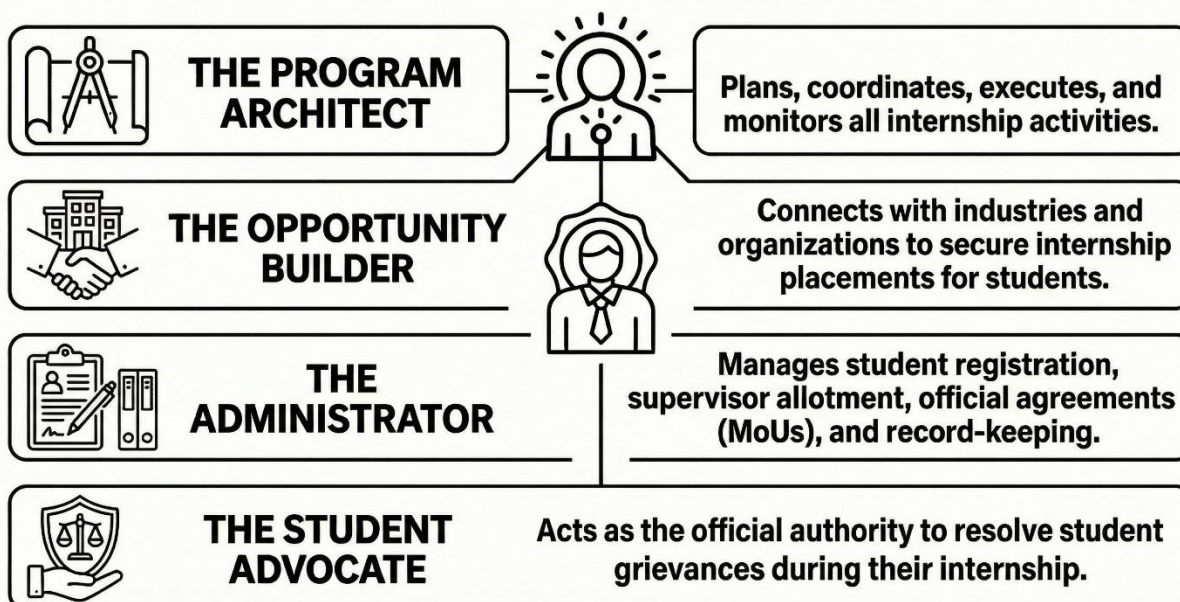 THE PROGRAM
ARCHITECT
Plans, coordinates, executes, and
monitors all internship activities.
THE OPPORTUNITY
BUILDER
Connects with industries and
organizations to secure internship
placements for students.
THE
ADMINISTRATOR
Manages student registration,
supervisor allotment, official agreements
(MoUs), and record-keeping.
THE STUDENT
ADVOCATE
Acts as the official authority to resolve student
grievances during their internship.